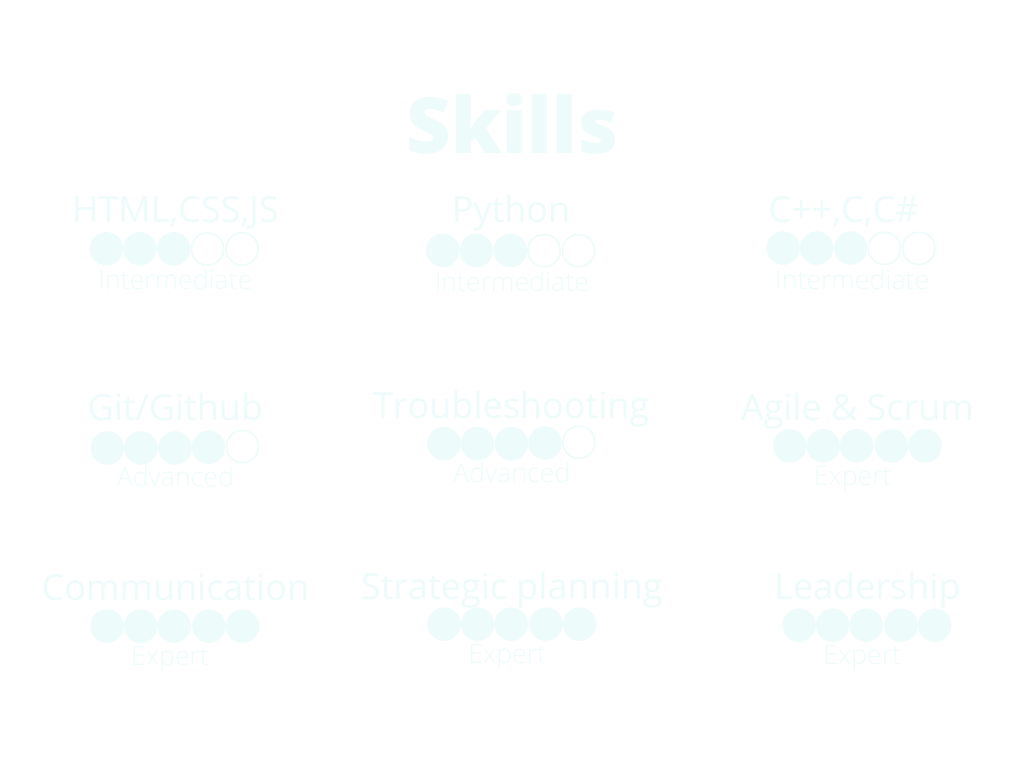 Skills
HTML,CSS,JS
Intermediate
Python
Intermediate
C++,C,C#
Intermediate
Git/Github
Advanced
Troubleshooting
Advanced
Agile & Scrum
Expert
Communication
Expert
Strategic planning
Expert
Leadership
Expert